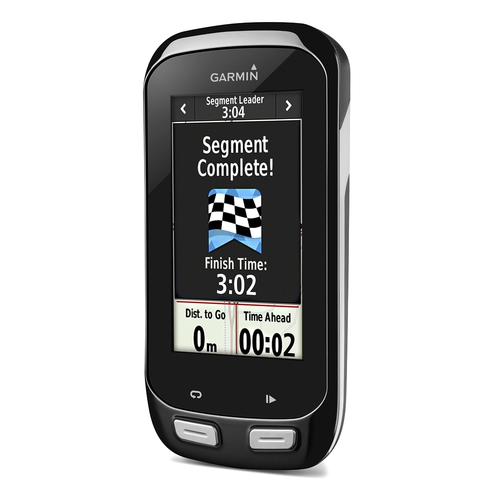 GARMIN
Segment Leader
3:04
Segment
Complete!
Finish Time:
3:02
Dist. to Go
Time Ahead
0m
00:02